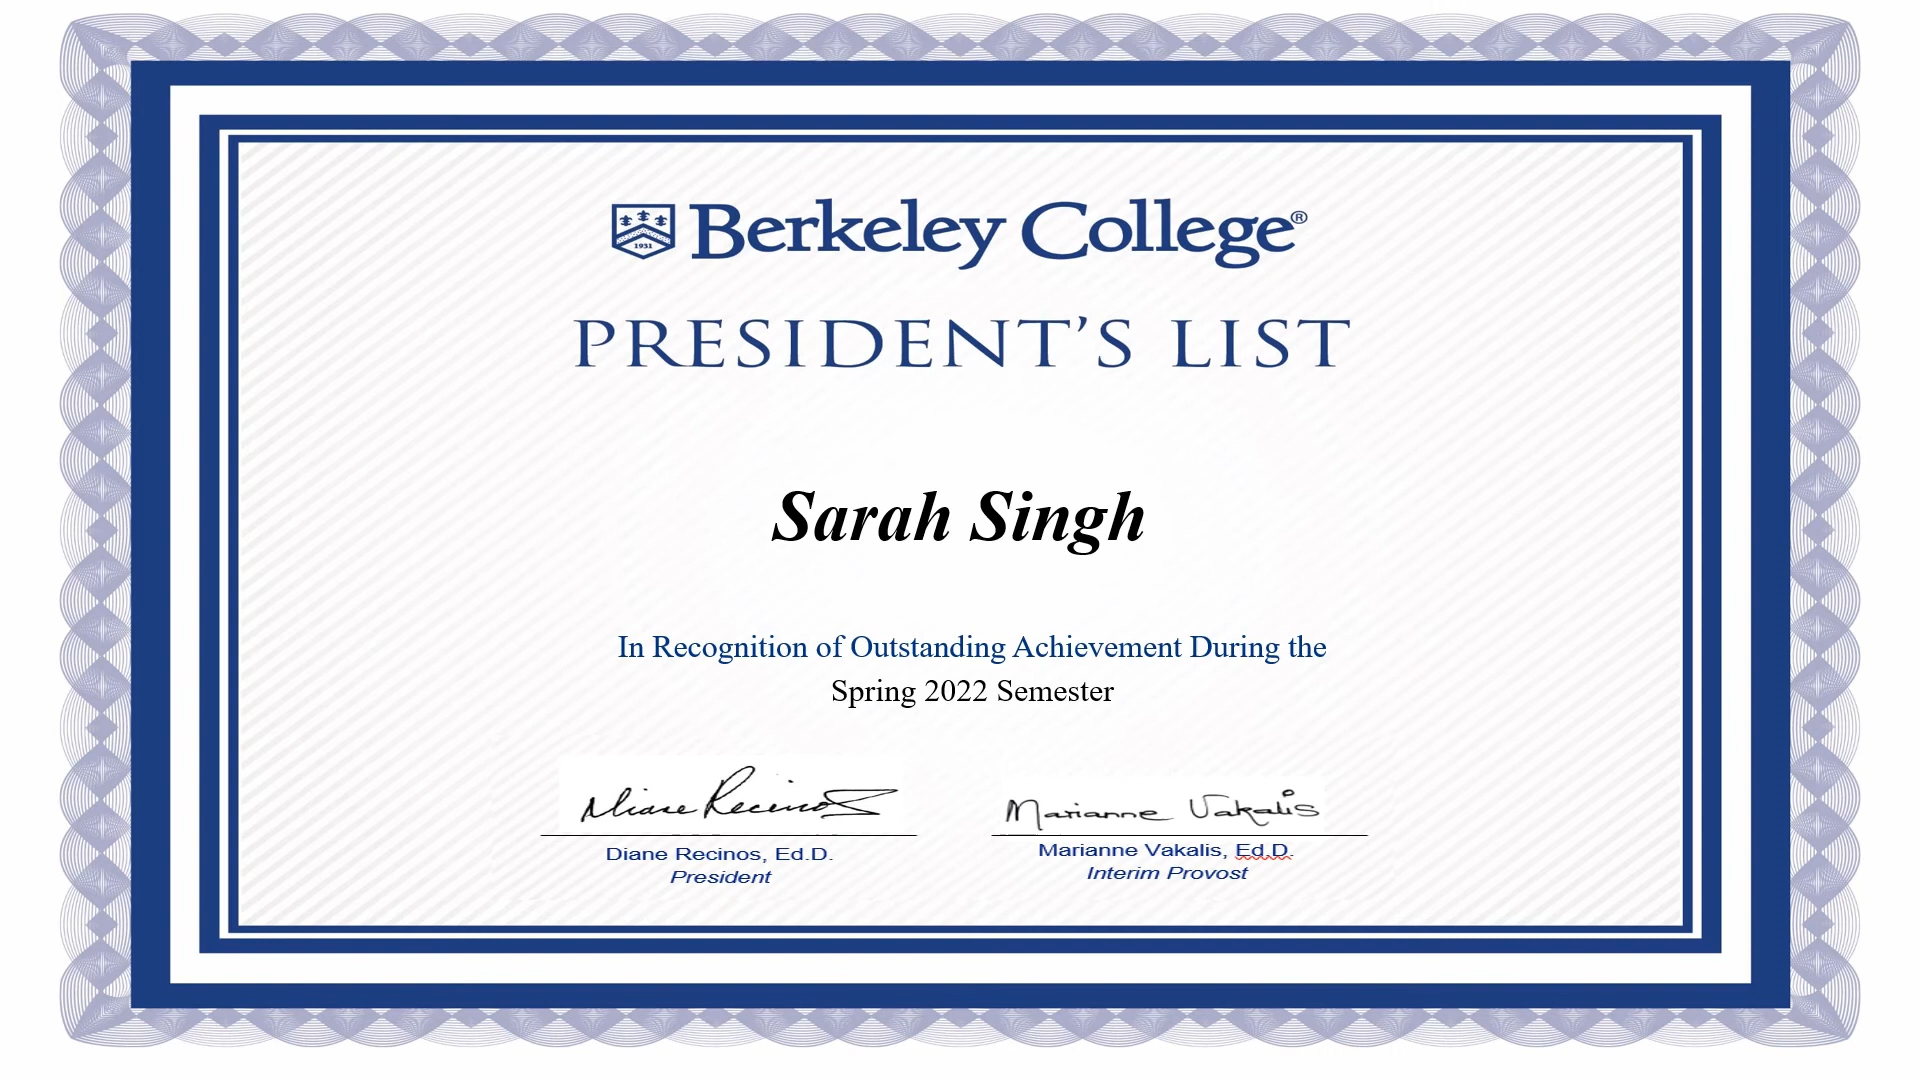 1931
Berkeley College®
PRESIDENT'S LIST
Sarah Singh
In Recognition of Outstanding Achievement During the
Spring 2022 Semester
Diane Recinos
Marianne Vakalis
Diane Recinos, Ed.D.
Marianne Vakalis, Ed.D.
President
Interim Provost